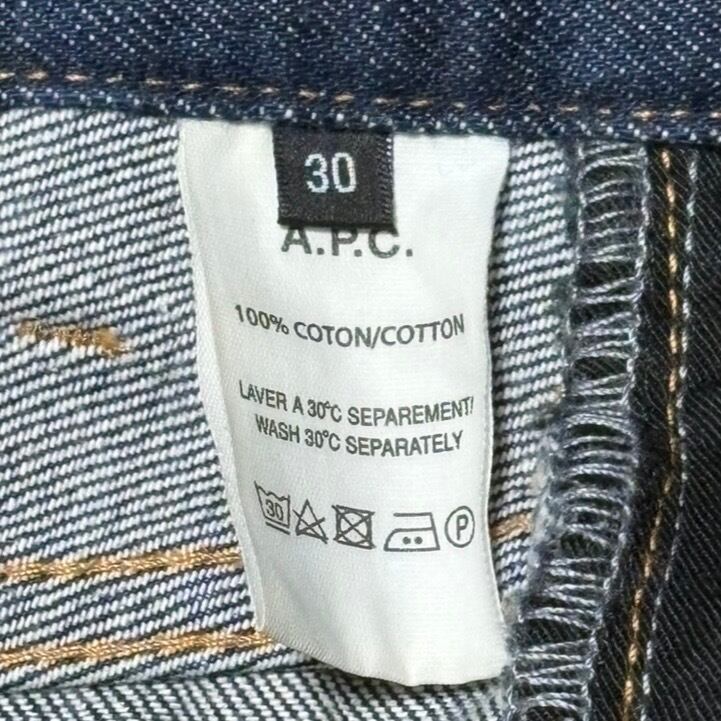 30
A.P.C.
100% COTON/COTTON
LAVER A 30°C SEPAREMENT/
WASH 30°C SEPARATELY
30 P